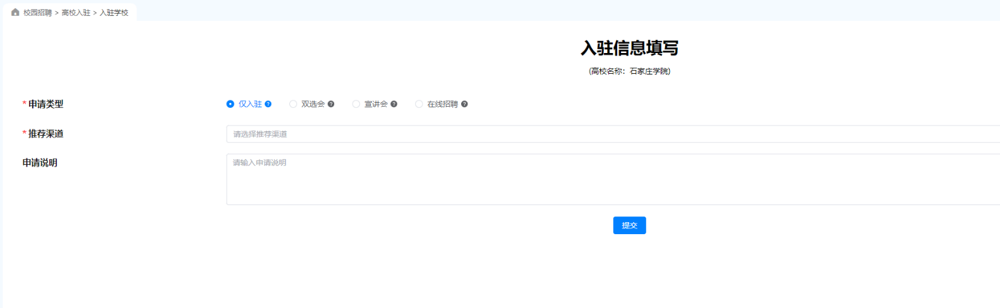 校园招聘 > 高校入驻 > 入驻学校
入驻信息填写
(高校名称：石家庄学院)
*申请类型 仅入驻 ? 双选会 ? 宣讲会 ? 在线招聘 ?
*推荐渠道 请选择推荐渠道
申请说明 请输入申请说明
提交